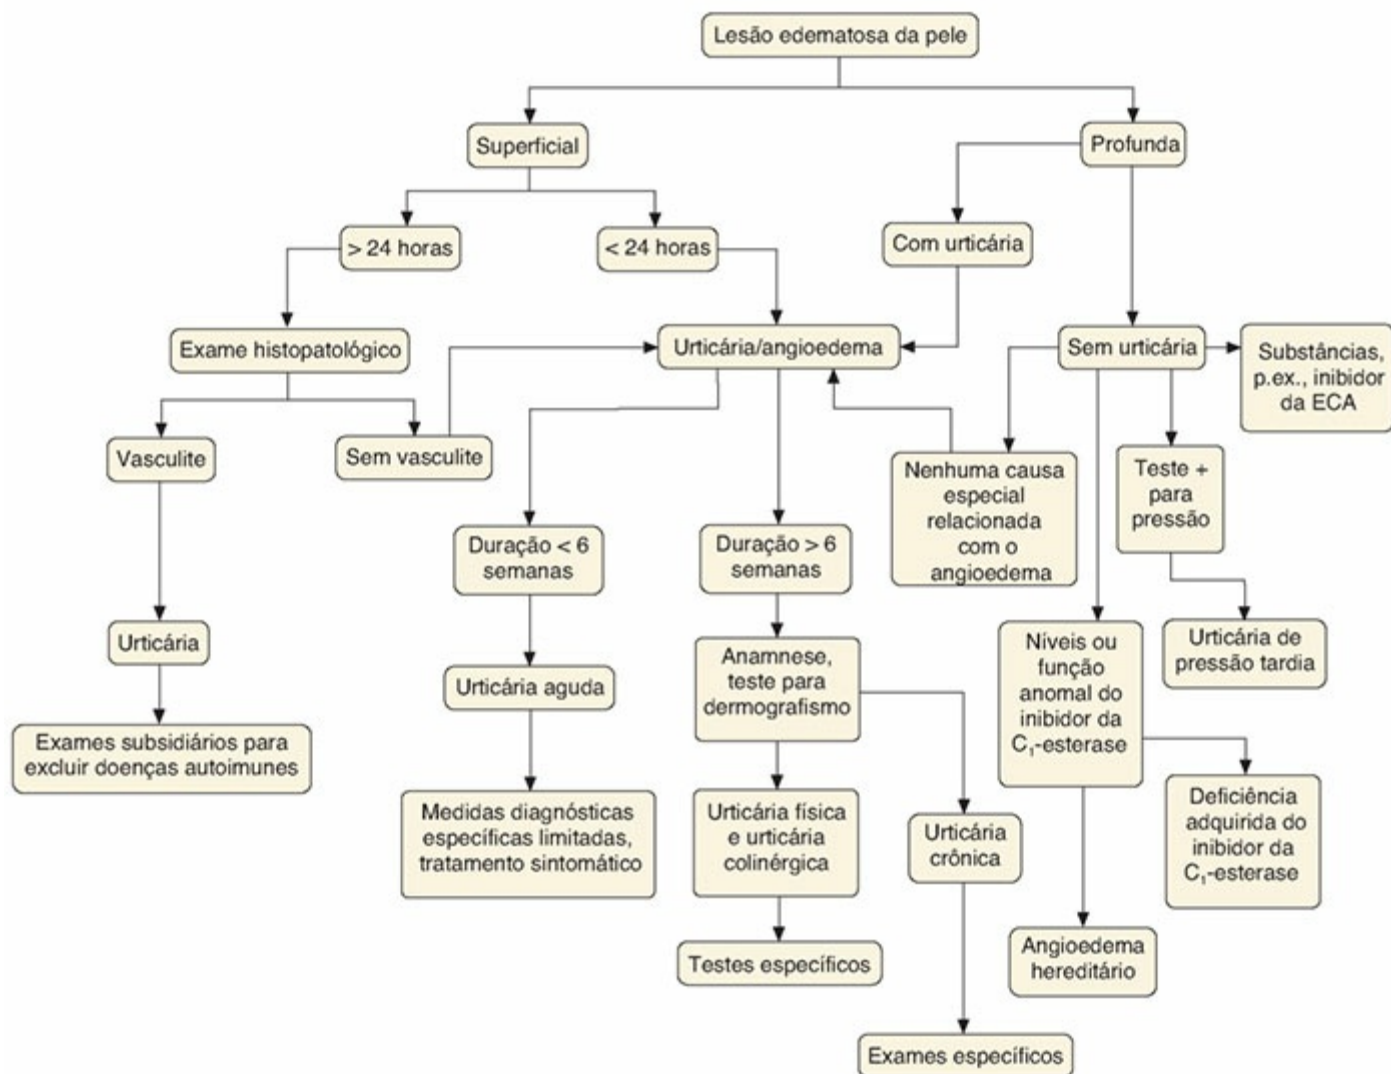 Lesão edematosa da pele
Superficial
Profunda
> 24 horas
< 24 horas
Com urticária
Exame histopatológico
Urticária/angioedema
Sem urticária
Substâncias,
p.ex., inibidor
da ECA
Vasculite
Sem vasculite
Nenhuma causa
especial
relacionada
com o
angioedema
Teste +
para
pressão
Duração < 6
semanas
Duração > 6
semanas
Urticária
Urticária aguda
Anamnese,
teste para
dermografismo
Níveis ou
função
anomal do
inibidor da
C₁-esterase
Urticária de
pressão tardia
Exames subsidiários para
excluir doenças autoimunes
Medidas diagnósticas
específicas limitadas,
tratamento sintomático
Urticária física
e urticária
colinérgica
Urticária
crônica
Deficiência
adquirida do
inibidor da
C₁-esterase
Testes específicos
Angioedema
hereditário
Exames específicos